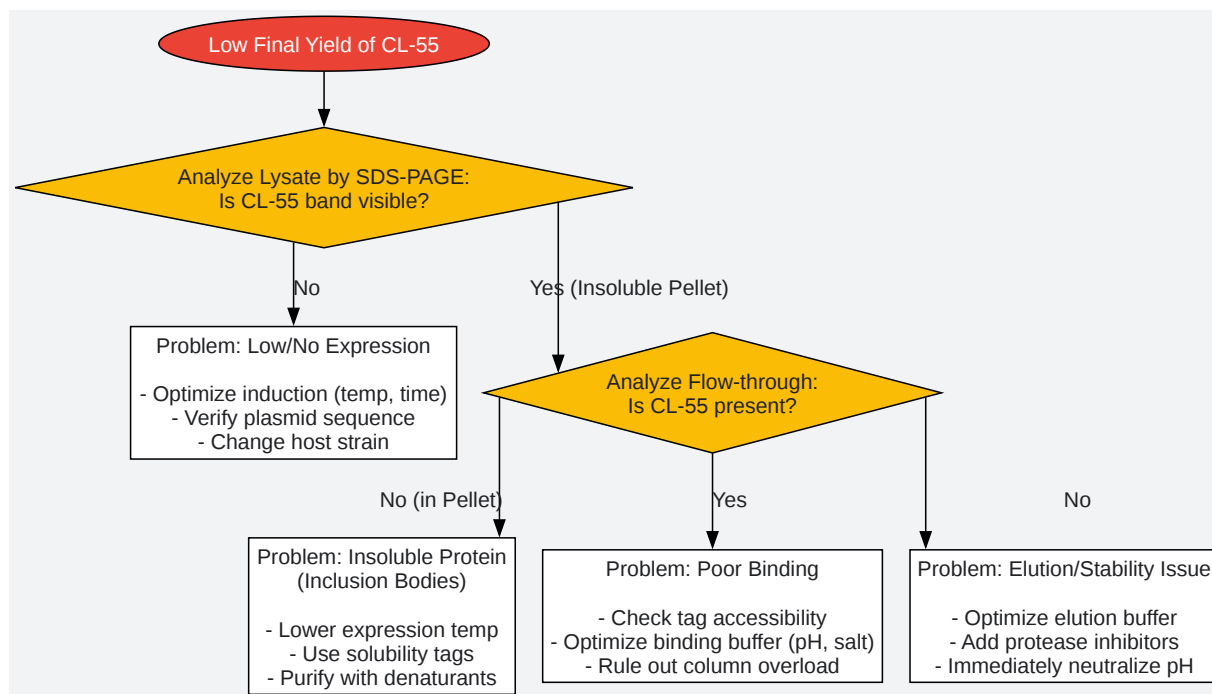 Low Final Yield of CL-55
Analyze Lysate by SDS-PAGE:
Is CL-55 band visible?
No
Yes (Insoluble Pellet)
Problem: Low/No Expression
- Optimize induction (temp, time)
- Verify plasmid sequence
- Change host strain
Analyze Flow-through:
Is CL-55 present?
No (in Pellet)
Yes
No
Problem: Insoluble Protein
(Inclusion Bodies)
- Lower expression temp
- Use solubility tags
- Purify with denaturants
Problem: Poor Binding
- Check tag accessibility
- Optimize binding buffer (pH, salt)
- Rule out column overload
Problem: Elution/Stability Issue
- Optimize elution buffer
- Add protease inhibitors
- Immediately neutralize pH